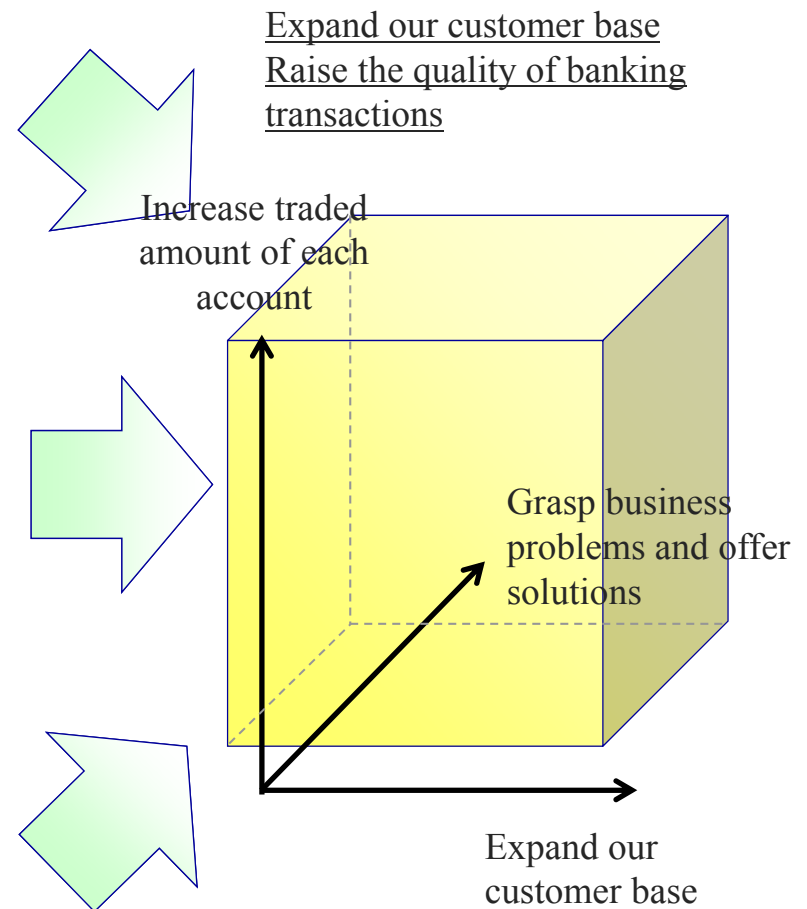 Expand our customer base
Raise the quality of banking
transactions
Increase traded
amount of each
account
Grasp business
problems and offer
solutions
Expand our
customer base